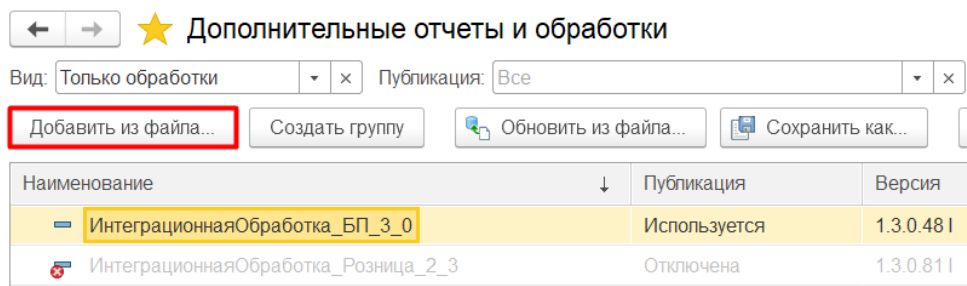 Дополнительные отчеты и обработки
Вид: Только обработки Публикация: Все
Добавить из файла... Создать группу Обновить из файла... Сохранить как...
Наименование ↓ Публикация Версия
ИнтеграционнаяОбработка_БП_3_0 Используется 1.3.0.48 I
ИнтеграционнаяОбработка_Розница_2_3 Отключена 1.3.0.81 I